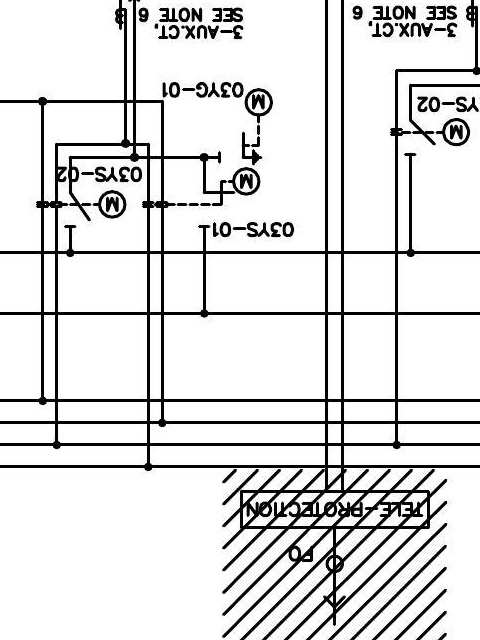 FO
TELE-PROTECTION
03YS-01
M
M
03YS-02
M
YS-02
M
03YG-01
3-AUX.CT,
SEE NOTE 6
3-AUX.CT,
SEE NOTE 6